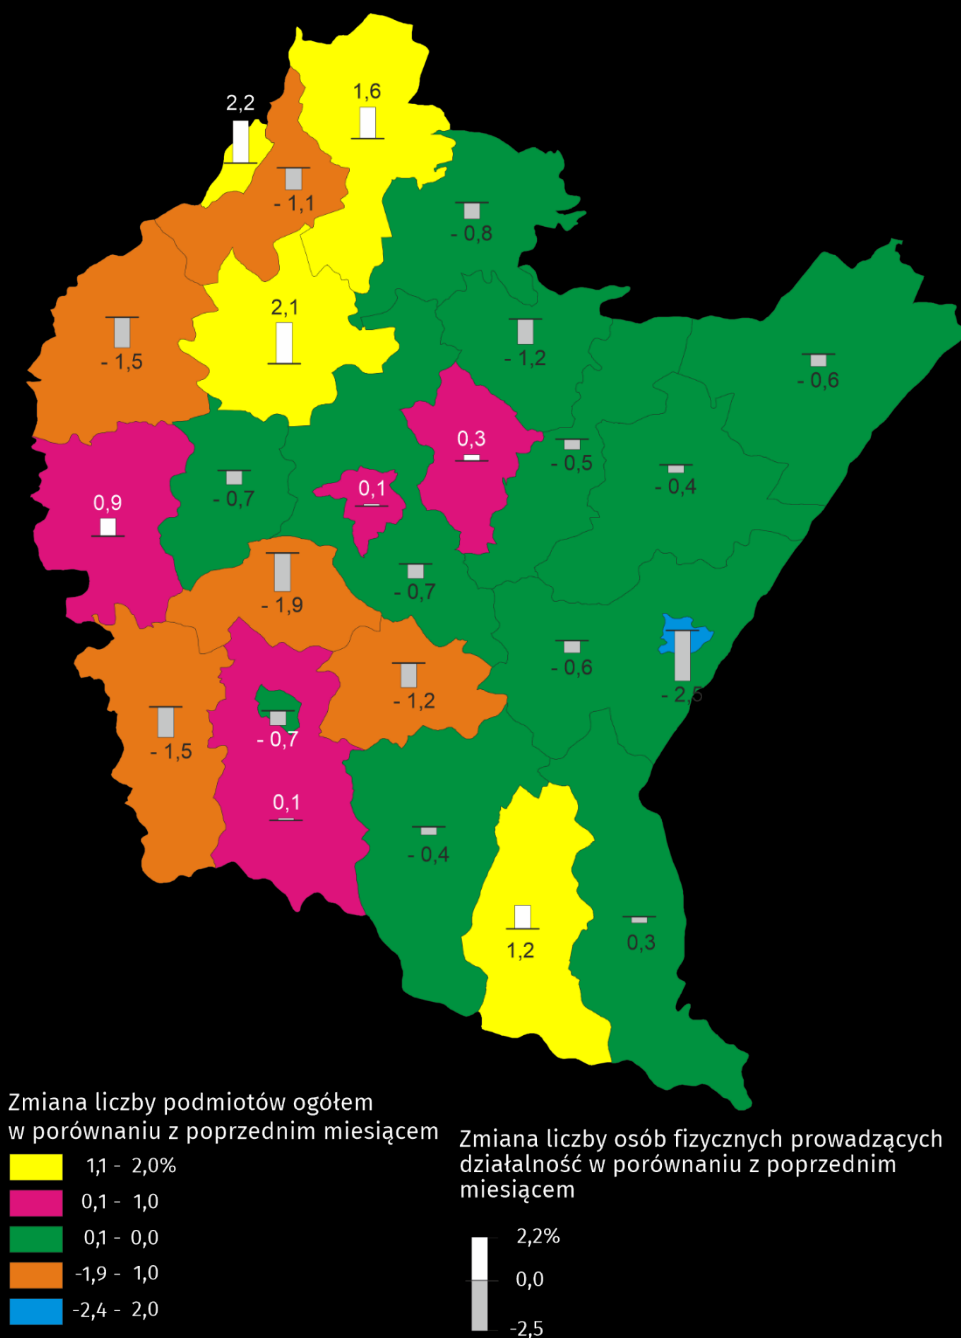 2,2
1,6
- 1,1
- 0,8
2,1
- 1,5
- 1,2
- 0,6
0,3
- 0,5
- 0,4
0,9
- 0,7
0,1
- 1,9
- 0,7
- 0,6
- 2,5
- 1,2
- 1,5
- 0,7
0,1
- 0,4
1,2
0,3
Zmiana liczby podmiotów ogółem
w porównaniu z poprzednim miesiącem
1,1 - 2,0%
0,1 - 1,0
0,1 - 0,0
-1,9 - 1,0
-2,4 - 2,0
Zmiana liczby osób fizycznych prowadzących
działalność w porównaniu z poprzednim
miesiącem
2,2%
0,0
-2,5